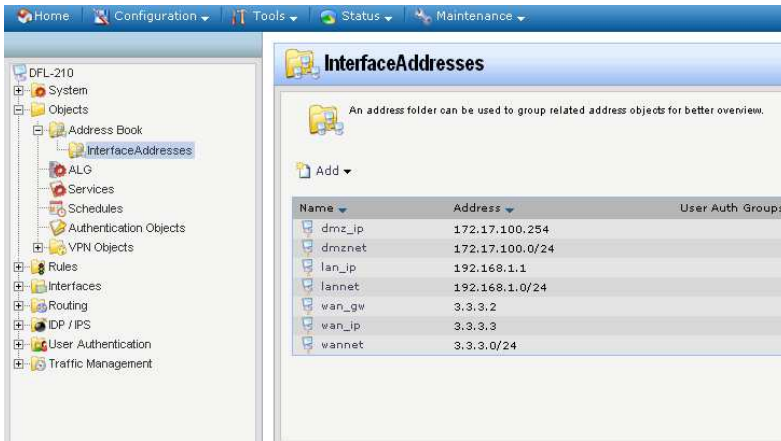 Home Configuration Tools Status Maintenance
DFL-210
System
Objects
Address Book
InterfaceAddresses
ALG
Services
Schedules
Authentication Objects
VPN Objects
Rules
Interfaces
Routing
IDP / IPS
User Authentication
Traffic Management
InterfaceAddresses
An address folder can be used to group related address objects for better overview.
Add
Name Address User Auth Groups
dmz_ip 172.17.100.254
dmznet 172.17.100.0/24
lan_ip 192.168.1.1
lannet 192.168.1.0/24
wan_gw 3.3.3.2
wan_ip 3.3.3.3
wannet 3.3.3.0/24